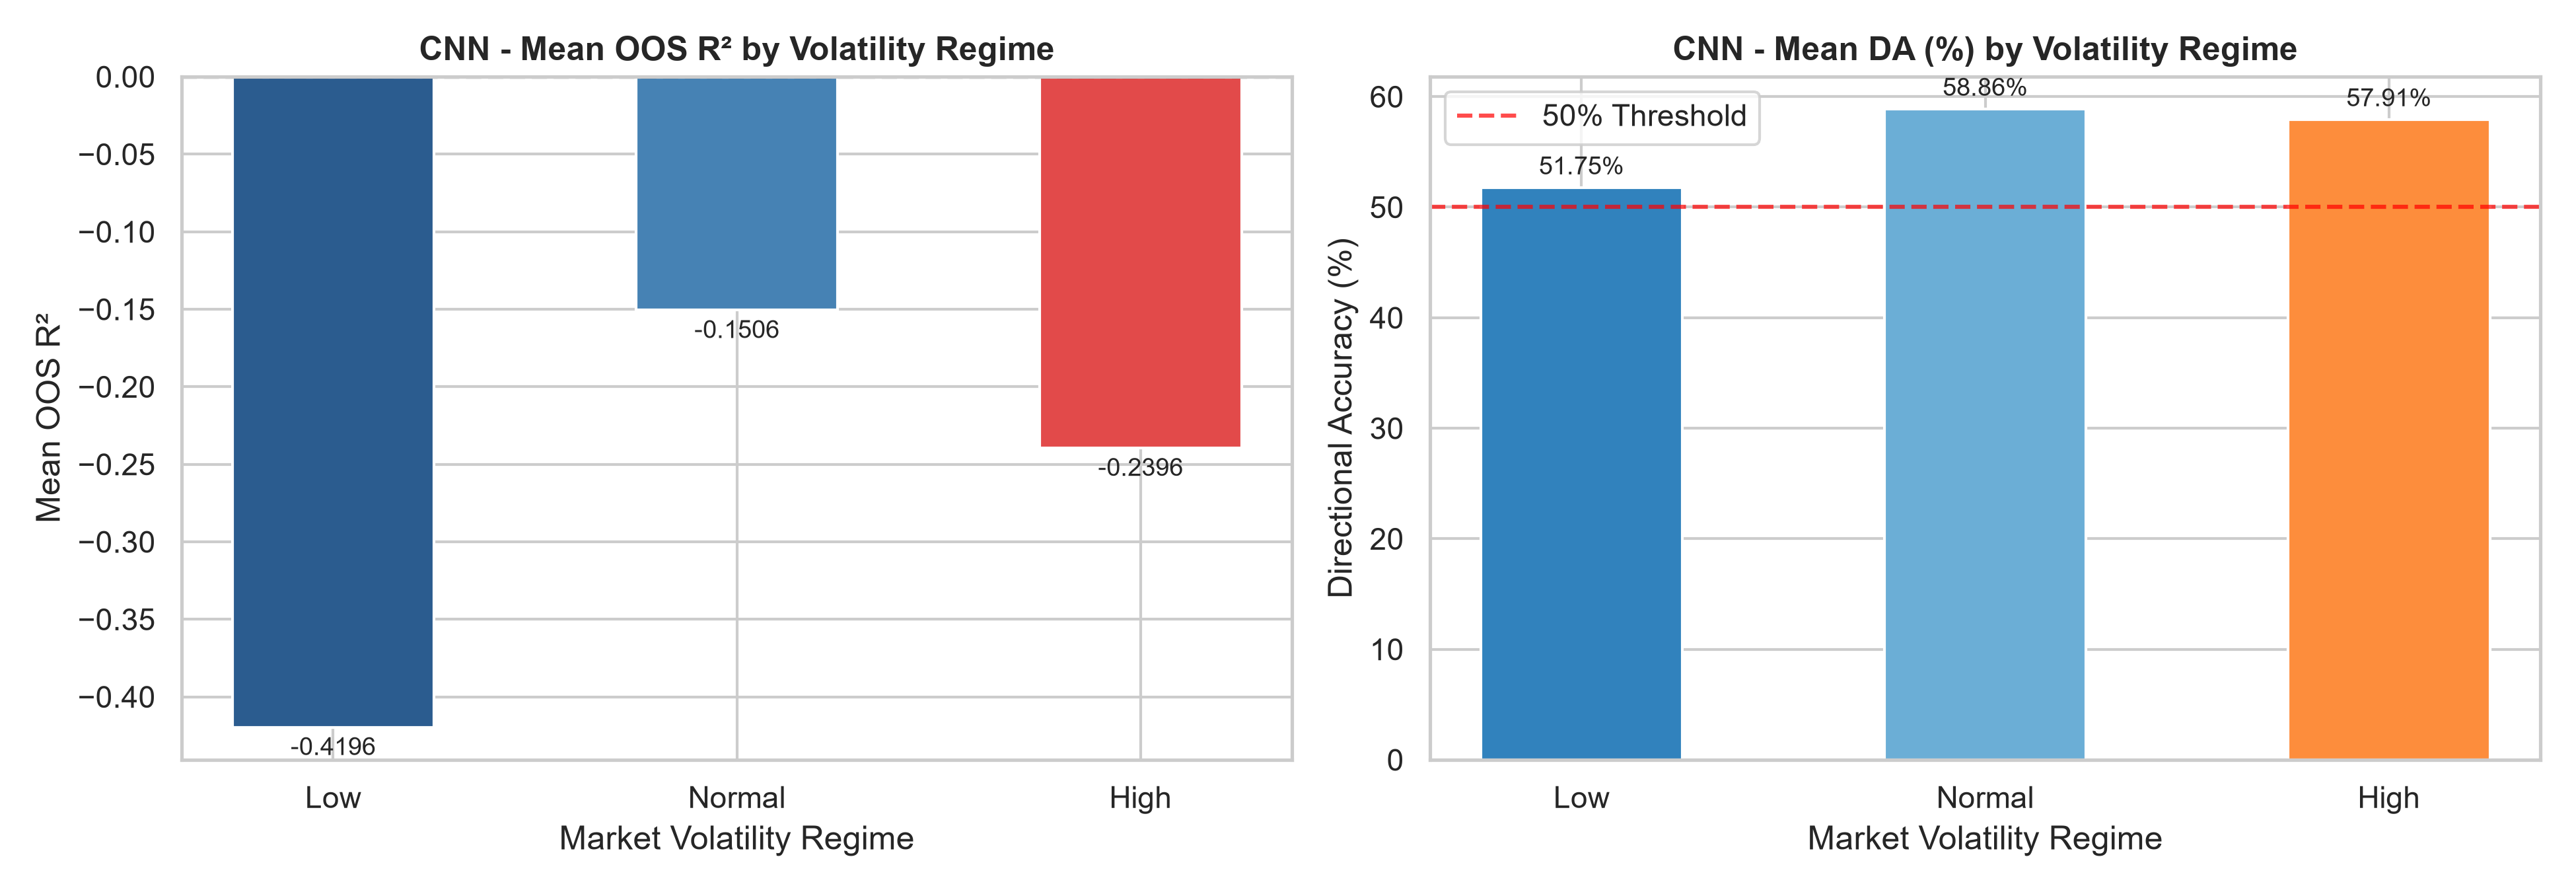 CNN - Mean OOS R² by Volatility Regime
Mean OOS R²
0.00
−0.05
−0.10
−0.15
−0.20
−0.25
−0.30
−0.35
−0.40
-0.4196
-0.1506
-0.2396
Low
Normal
High
Market Volatility Regime
CNN - Mean DA (%) by Volatility Regime
Directional Accuracy (%)
60
50
40
30
20
10
0
50% Threshold
51.75%
58.86%
57.91%
Low
Normal
High
Market Volatility Regime